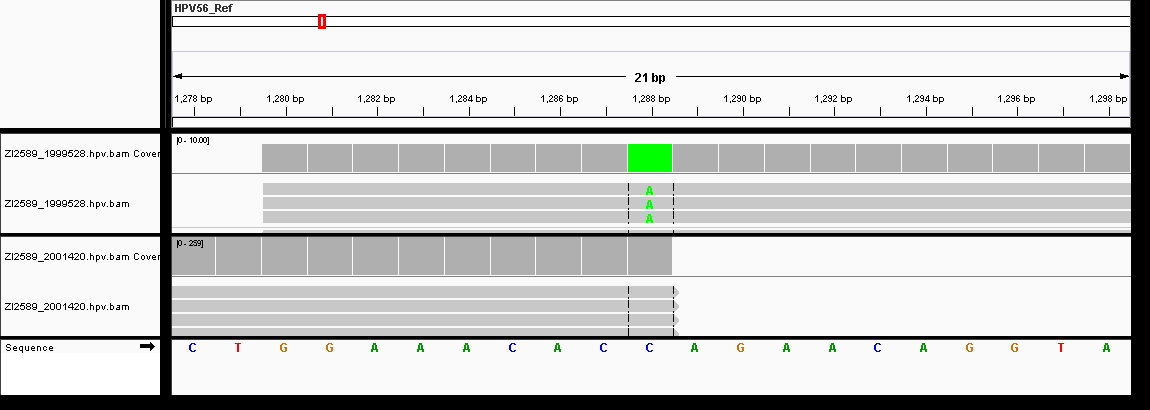 HPV56_Ref
21 bp
1,278 bp 1,280 bp 1,282 bp 1,284 bp 1,286 bp 1,288 bp 1,290 bp 1,292 bp 1,294 bp 1,296 bp 1,298 bp
[0 - 10.00]
ZI2589_1999528.hpv.bam Cover
A
ZI2589_1999528.hpv.bam A
A
[0 - 259]
ZI2589_2001420.hpv.bam Cover
ZI2589_2001420.hpv.bam
Sequence C T G G A A A C A C C A G A A C A G G T A